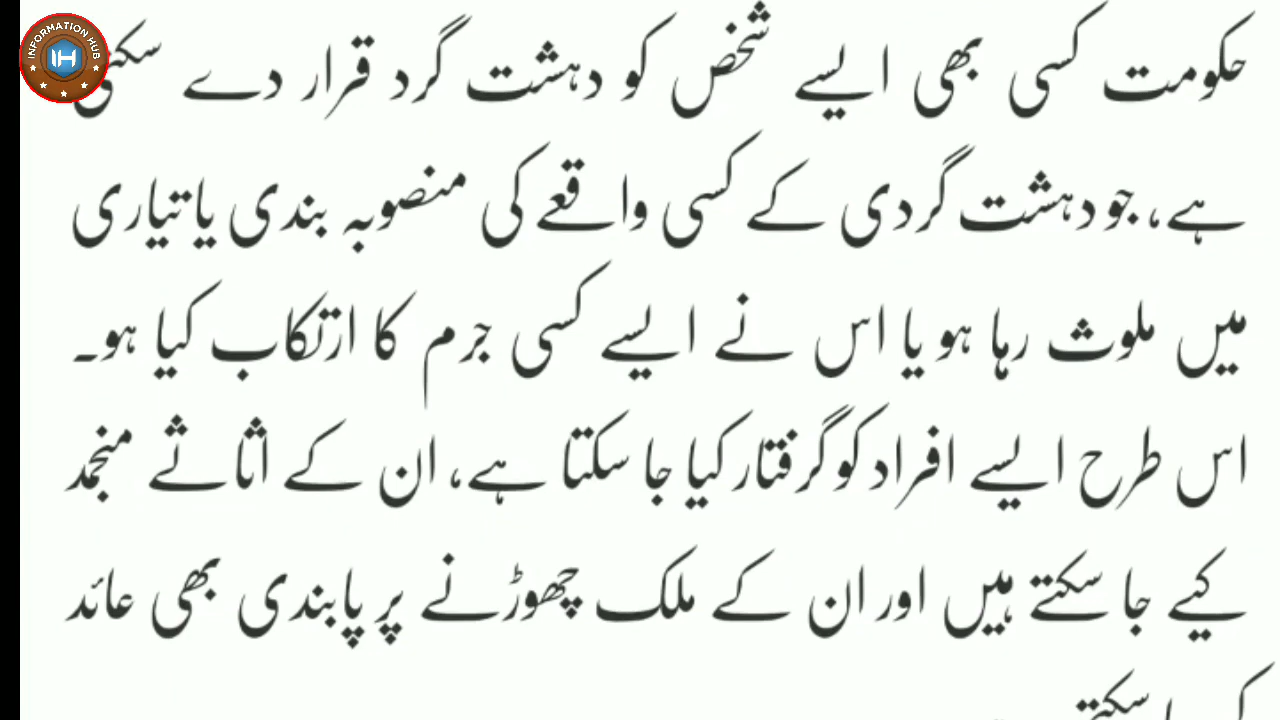 INFORMATION HUB
IH
حکومت کسی بھی ایسے شخص کو دہشت گرد قرار دے سکتی
ہے، جو دہشت گردی کے کسی واقعے کی منصوبہ بندی یا تیاری
میں ملوث رہا ہو یا اس نے ایسے کسی جرم کا ارتکاب کیا ہو۔
اس طرح ایسے افراد کو گرفتار کیا جا سکتا ہے، ان کے اثاثے منجمد
کیے جا سکتے ہیں اور ان کے ملک چھوڑنے پر پابندی بھی عائد